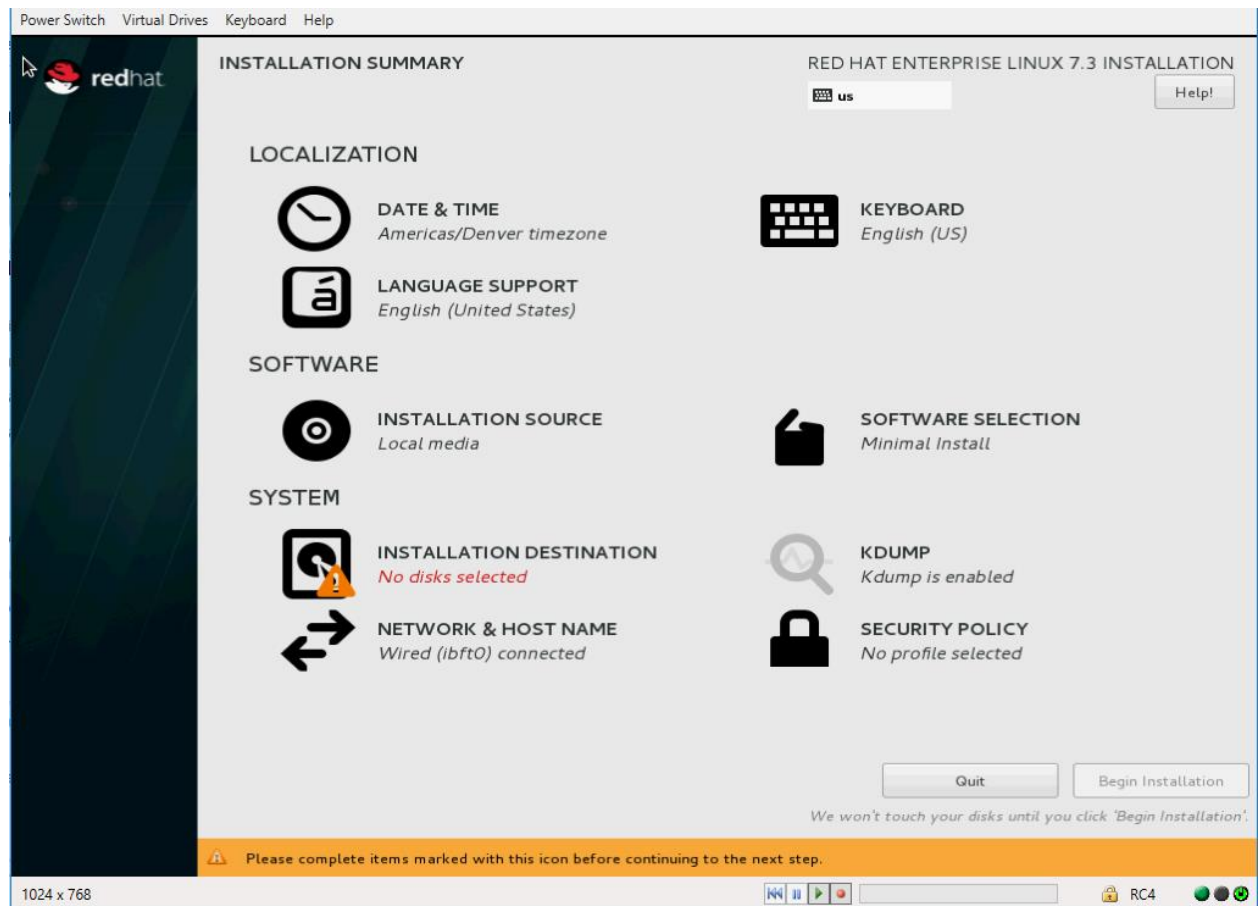 Power Switch Virtual Drives Keyboard Help
redhat
INSTALLATION SUMMARY
RED HAT ENTERPRISE LINUX 7.3 INSTALLATION
us
Help!
LOCALIZATION
DATE & TIME
Americas/Denver timezone
KEYBOARD
English (US)
á
LANGUAGE SUPPORT
English (United States)
SOFTWARE
INSTALLATION SOURCE
Local media
SOFTWARE SELECTION
Minimal Install
SYSTEM
INSTALLATION DESTINATION
No disks selected
KDUMP
Kdump is enabled
NETWORK & HOST NAME
Wired (ibft0) connected
SECURITY POLICY
No profile selected
Quit
Begin Installation
We won't touch your disks until you click 'Begin Installation'.
Please complete items marked with this icon before continuing to the next step.
1024 x 768
RC4